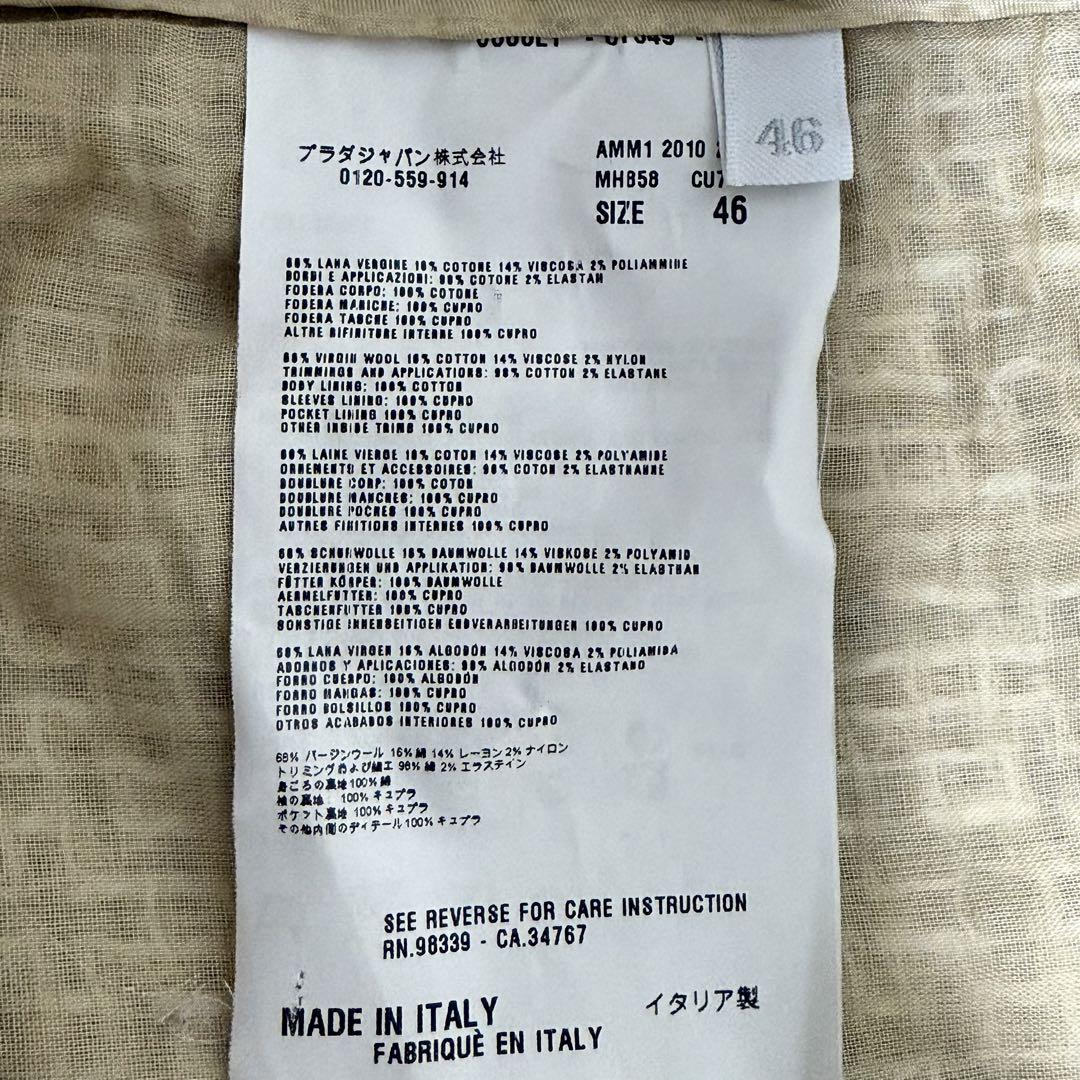 46
プラダジャパン株式会社
0120-559-914
AMM1 2010
MH858
SIZE 46
68% LANA VERGINE 16% COTONE 14% VISCOSA 2% POLIAMMIDE
BORDI E APPLICAZIONI: 98% COTONE 2% ELASTAN
FODERA CORPO: 100% COTONE
FODERA MANICHE: 100% CUPRO
FODERA TASCHE 100% CUPRO
ALTRE RIFINITURE INTERNE 100% CUPRO
68% VIRGIN WOOL 16% COTTON 14% VISCOSE 2% NYLON
TRIMMINGS AND APPLICATIONS: 98% COTTON 2% ELASTANE
BODY LINING: 100% COTTON
SLEEVES LINING: 100% CUPRO
POCKET LINING 100% CUPRO
OTHER INSIDE TRIMS 100% CUPRO
68% LAINE VIERGE 16% COTON 14% VISCOSE 2% POLYAMIDE
ORNEMENTS ET ACCESSOIRES: 98% COTON 2% ELASTHANNE
DOUBLURE CORP: 100% COTON
DOUBLURE MANCHES: 100% CUPRO
DOUBLURE POCHES 100% CUPRO
AUTRES FINITIONS INTERNES 100% CUPRO
68% SCHURWOLLE 16% BAUMWOLLE 14% VISKOSE 2% POLYAMID
VERZIERUNGEN UND APPLIKATION: 98% BAUMWOLLE 2% ELASTHAN
FÜTTER KÖRPER: 100% BAUMWOLLE
AERMELFUTTER: 100% CUPRO
TASCHENFUTTER 100% CUPRO
SONSTIGE INNENSEITIGEN ENDVERARBEITUNGEN 100% CUPRO
68% LANA VIRGEN 16% ALGODÓN 14% VISCOSA 2% POLIAMIDA
ADORNOS Y APLICACIONES: 98% ALGODÓN 2% ELASTANO
FORRO CUERPO: 100% ALGODÓN
FORRO MANGAS: 100% CUPRO
FORRO BOLSILLOS 100% CUPRO
OTROS ACABADOS INTERIORES 100% CUPRO
68% バージンウール 16% 綿 14% レーヨン 2% ナイロン
トリミングおよび細工 98% 綿 2% エラステイン
身ごろの裏地 100% 綿
袖の裏地 100% キュプラ
ポケット裏地 100% キュプラ
その他内側のディテール 100% キュプラ
SEE REVERSE FOR CARE INSTRUCTION
RN.98339 - CA.34767
MADE IN ITALY
イタリア製
FABRIQUÈ EN ITALY